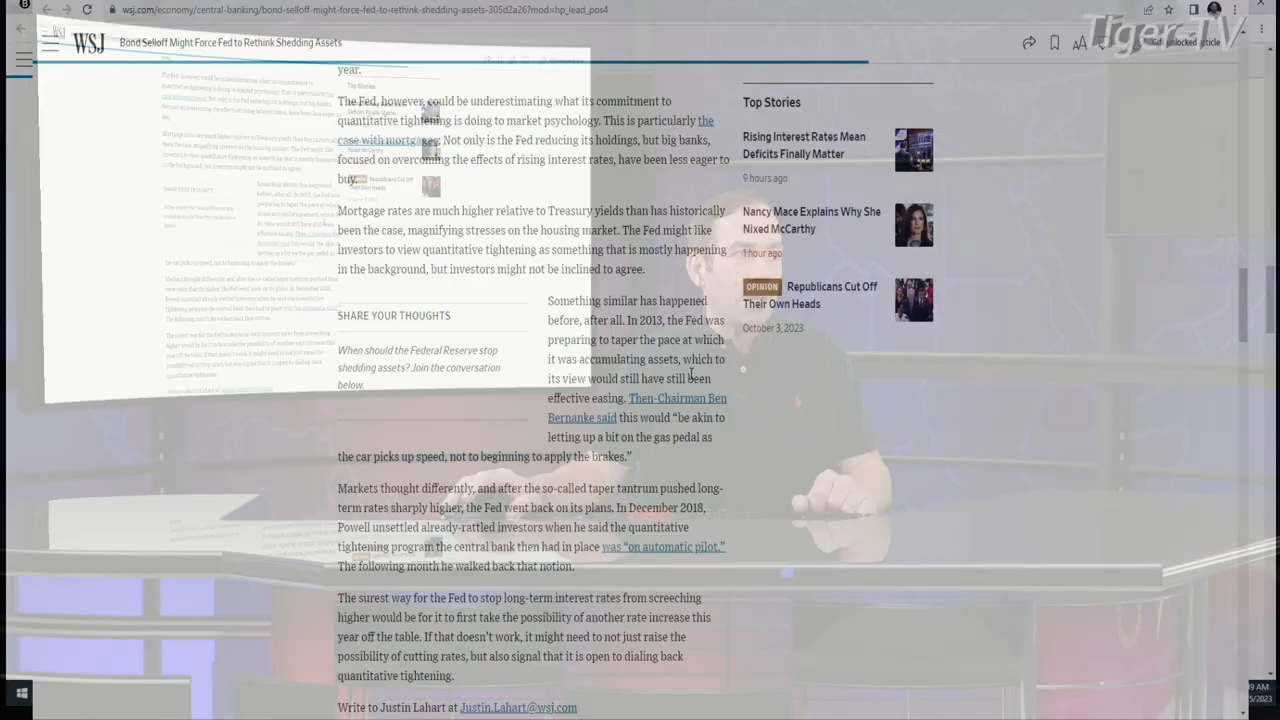 wsj.com/economy/central-banking/bond-selloff-might-force-fed-to-rethink-shedding-assets-305d2a26?mod=hp_lead_pos4
Tiger TV
WSJ
Bond Selloff Might Force Fed to Rethink Shedding Assets
year.
The Fed, however, could be underestimating what its commitment to
quantitative tightening is doing to market psychology. This is particularly the
case with mortgages. Not only is the Fed reducing its holdings, but big banks,
focused on overcoming the effects of rising interest rates, have been less eager to
buy.
Mortgage rates are much higher relative to Treasury yields than has historically
been the case, magnifying stresses on the housing market. The Fed might like
investors to view quantitative tightening as something that is mostly happening
in the background, but investors might not be inclined to agree.
SHARE YOUR THOUGHTS
When should the Federal Reserve stop
shedding assets? Join the conversation
below.
Something similar has happened
before, after all. In 2013, the Fed was
preparing to taper the pace at which
it was accumulating assets, which to
its view would still have still been
effective easing. Then-Chairman Ben
Bernanke said this would “be akin to
letting up a bit on the gas pedal as
the car picks up speed, not to beginning to apply the brakes.”
Markets thought differently, and after the so-called taper tantrum pushed long-
term rates sharply higher, the Fed went back on its plans. In December 2018,
Powell unsettled already-rattled investors when he said the quantitative
tightening program the central bank then had in place was “on automatic pilot.”
The following month he walked back that notion.
The surest way for the Fed to stop long-term interest rates from screeching
higher would be for it to first take the possibility of another rate increase this
year off the table. If that doesn’t work, it might need to not just raise the
possibility of cutting rates, but also signal that it is open to dialing back
quantitative tightening.
Write to Justin Lahart at Justin.Lahart@wsj.com
Top Stories
Rising Interest Rates Mean
Deficits Finally Matter
9 hours ago
Nancy Mace Explains Why She
Nixed McCarthy
1 hour ago
OPINION Republicans Cut Off
Their Own Heads
October 3, 2023